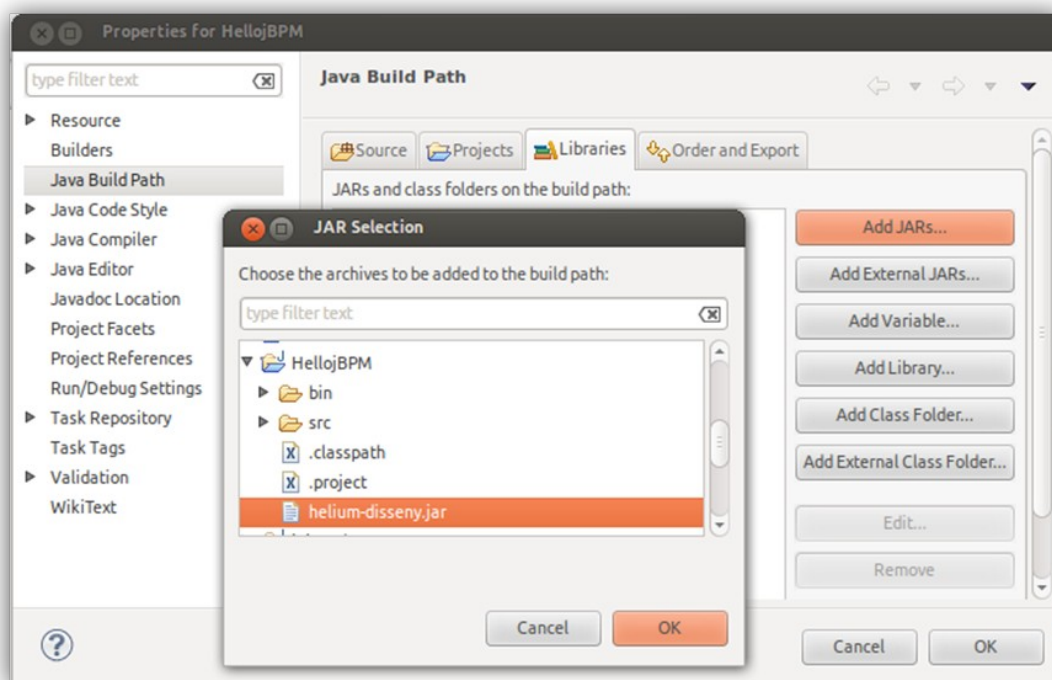 Properties for HellojBPM
type filter text
Resource
Builders
Java Build Path
Java Code Style
Java Compiler
Java Editor
Javadoc Location
Project Facets
Project References
Run/Debug Settings
Task Repository
Task Tags
Validation
WikiText
Java Build Path
Source
Projects
Libraries
Order and Export
JARs and class folders on the build path:
Add JARs...
Add External JARs...
Add Variable...
Add Library...
Add Class Folder...
Add External Class Folder...
Edit...
Remove
JAR Selection
Choose the archives to be added to the build path:
type filter text
HellojBPM
bin
src
.classpath
.project
helium-disseny.jar
Cancel
OK
Cancel
OK